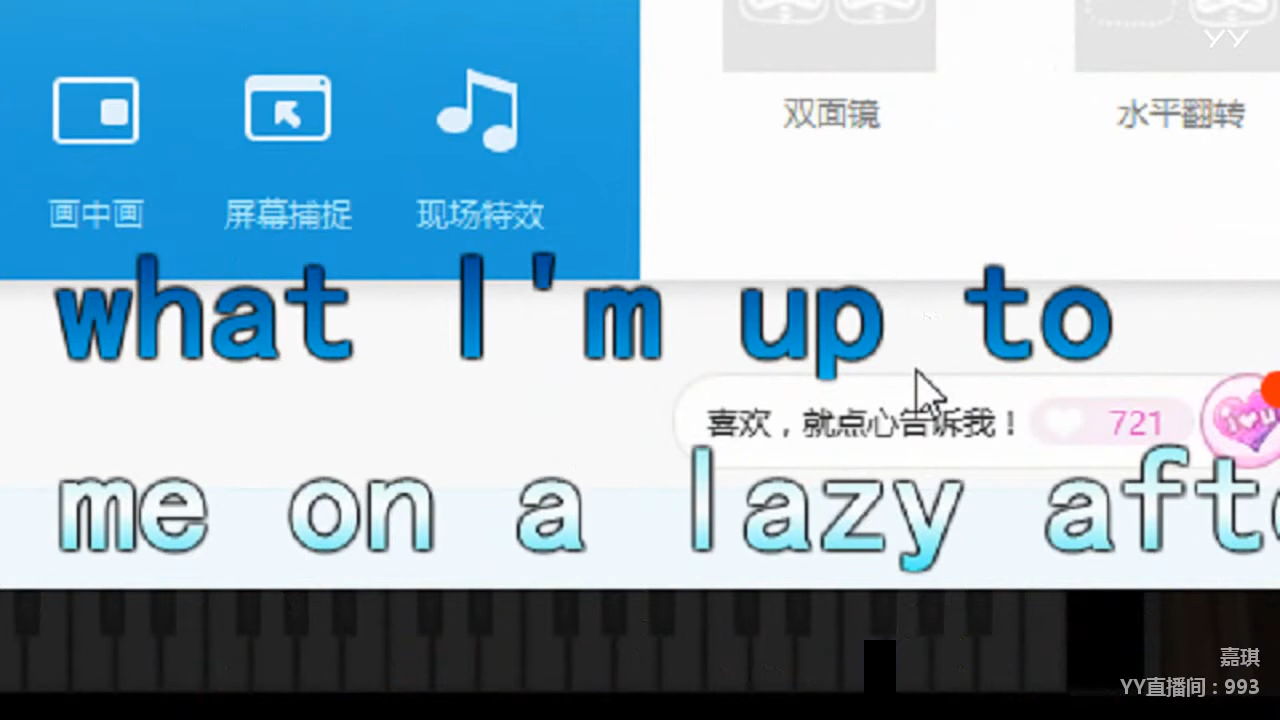 YY
双面镜 水平翻转
画中画 屏幕捕捉 现场特效
what I'm up to
喜欢，就点心告诉我！ 721
me on a lazy afte
嘉琪
YY直播间：993